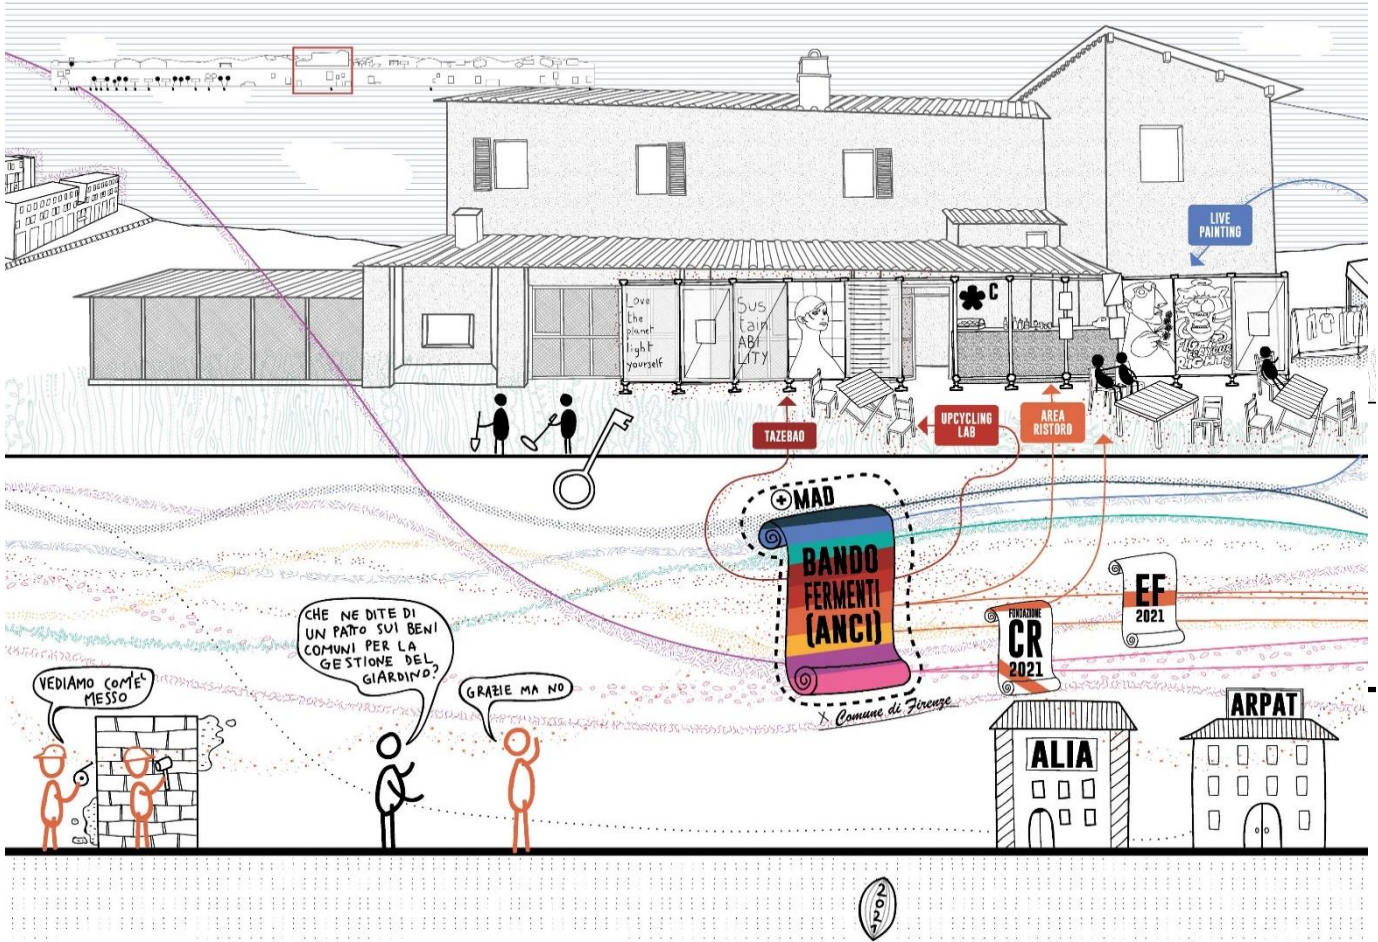 LIVE
PAINTING
Love
the
planet
light
yourself
Sus
tain
ABI
LITY
C
TAZEBAO
UPCYCLING
LAB
AREA
RISTORO
MAD
BANDO
FERMENTI
(ANCI)
X Comune di Firenze
FONDAZIONE
CR
2021
EF
2021
CHE NE DITE DI
UN PATTO SUI BENI
COMUNI PER LA
GESTIONE DEL
GIARDINO?
VEDIAMO COM'E'
MESSO
GRAZIE MA NO
ALIA
ARPAT
2021